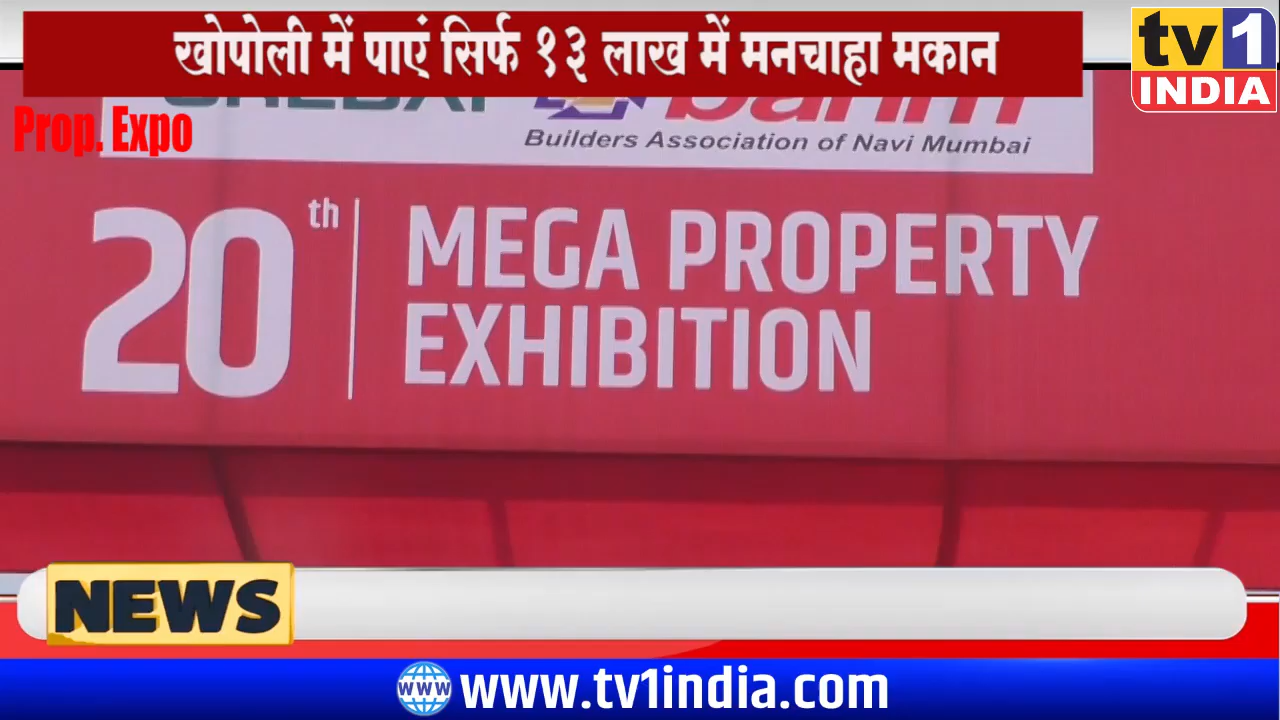 खोपोली में पाएं सिर्फ १३ लाख में मनचाहा मकान
tv1
INDIA
Prop. Expo
Builders Association of Navi Mumbai
20th
MEGA PROPERTY
EXHIBITION
NEWS
www
www.tv1india.com